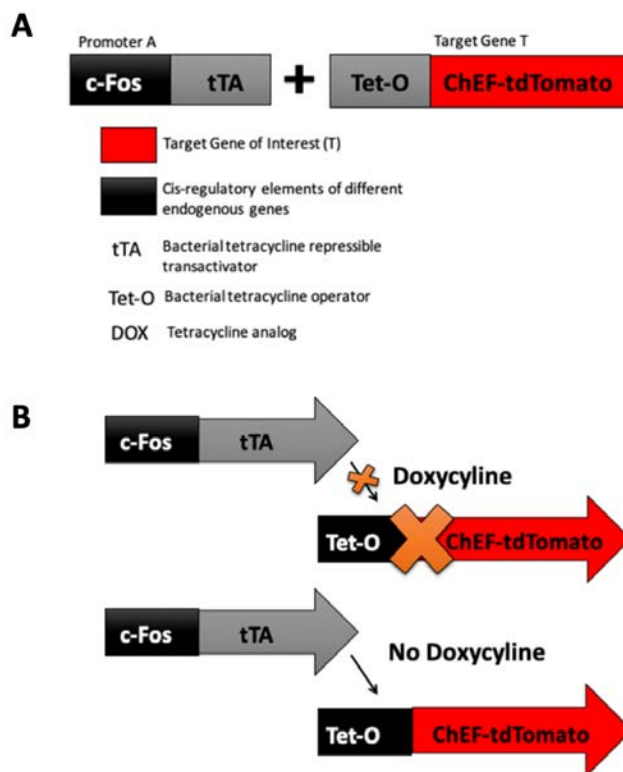 A
Promoter A
Target Gene T
c-Fos tTA + Tet-O ChEF-tdTomato
Target Gene of Interest (T)
Cis-regulatory elements of different
endogenous genes
tTA Bacterial tetracycline repressible
transactivator
Tet-O Bacterial tetracycline operator
DOX Tetracycline analog
B
c-Fos tTA
Doxycyline
Tet-O ChEF-tdTomato
c-Fos tTA
No Doxycyline
Tet-O ChEF-tdTomato